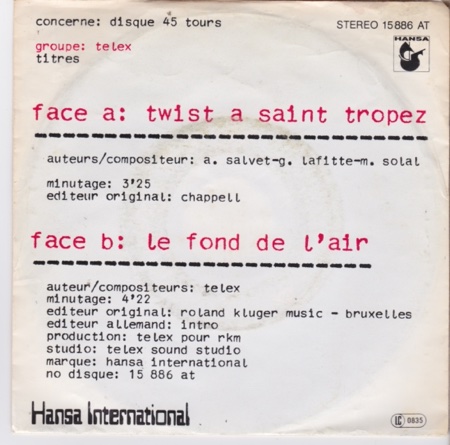 concerne: disque 45 tours
STEREO 15 886 AT
HANSA
groupe: telex
titres
face a: twist a saint tropez
auteurs/compositeur: a. salvet-g. lafitte-m. solal
minutage: 3'25
editeur original: chappell
face b: le fond de l'air
auteur/compositeurs: telex
minutage: 4'22
editeur original: roland kluger music - bruxelles
editeur allemand: intro
production: telex pour rkm
studio: telex sound studio
marque: hansa international
no disque: 15 886 at
Hansa International
LC 0835